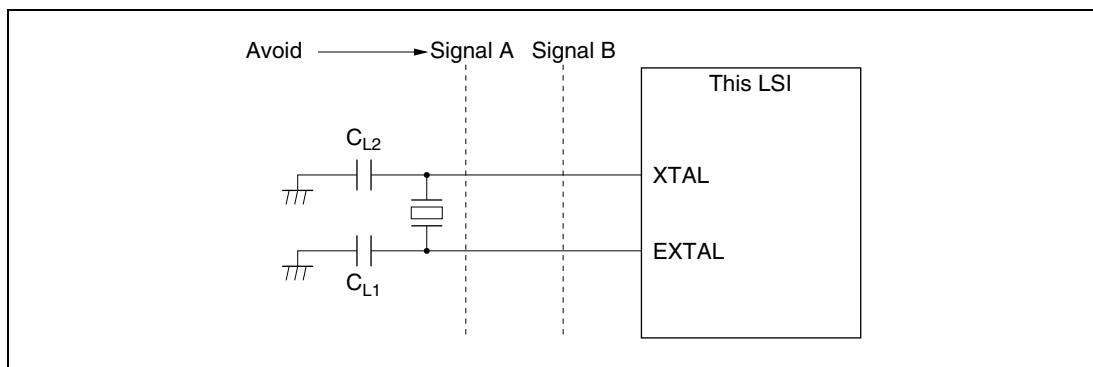 Avoid Signal A Signal B
This LSI
CL2
XTAL
EXTAL
CL1